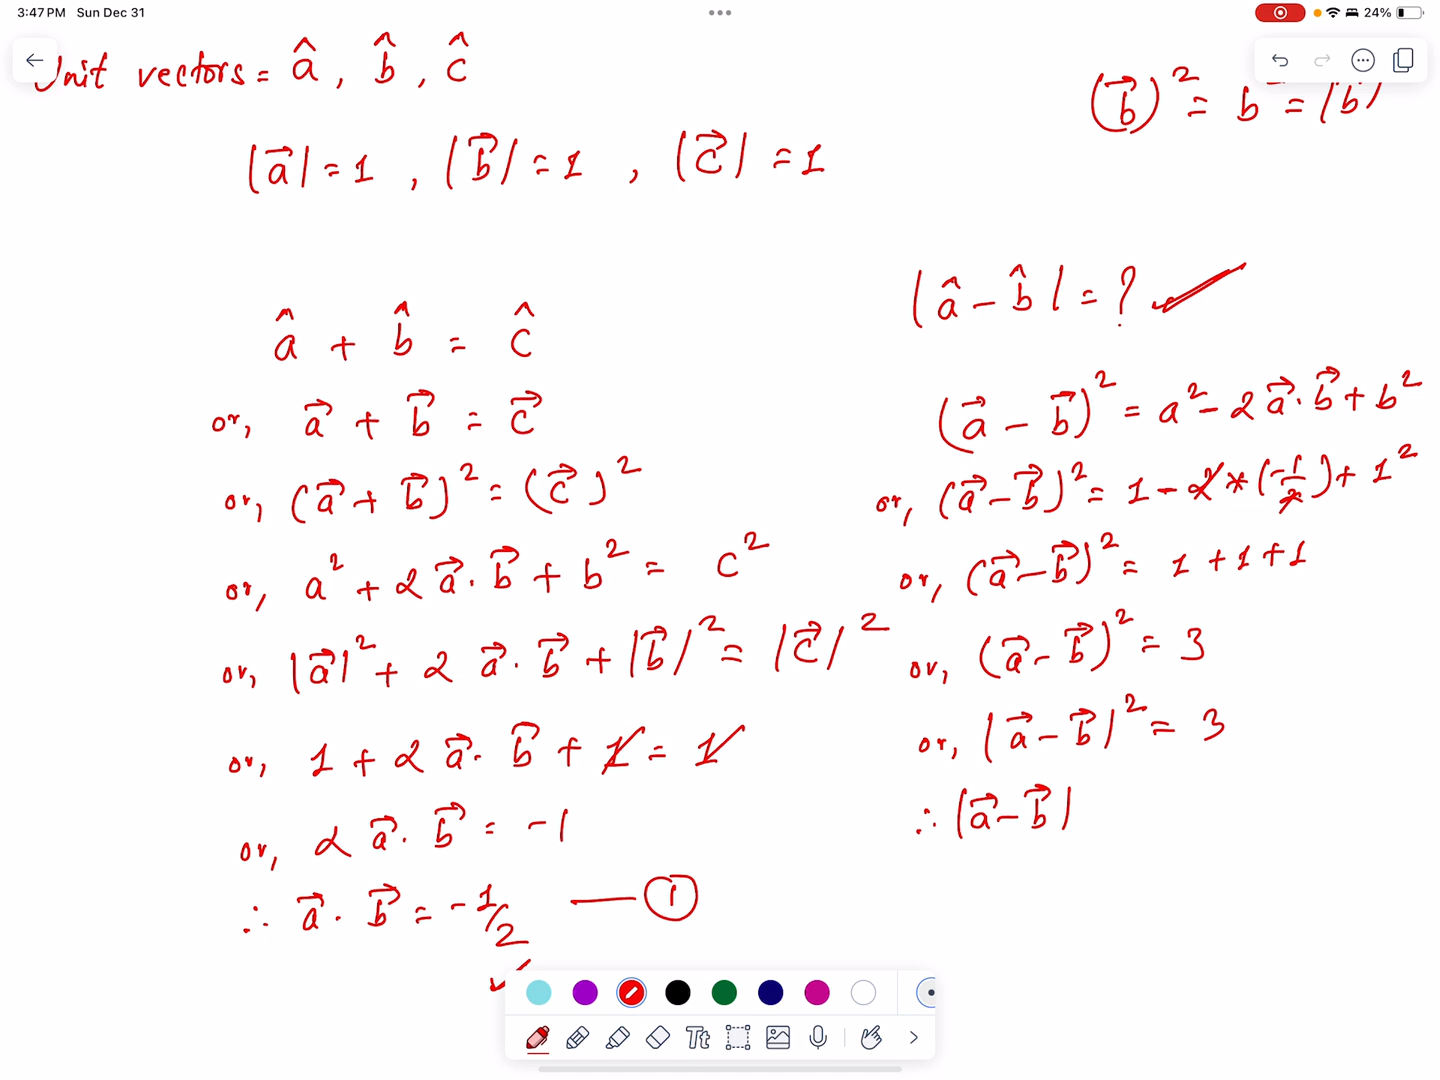 3:47 PM Sun Dec 31
24%
Unit vectors = â, b̂, ĉ
(b⃗)² = b² = |b⃗|
|a⃗| = 1, |b⃗| = 1, |c⃗| = 1
â + b̂ = ĉ
or, a⃗ + b⃗ = c⃗
or, (a⃗ + b⃗)² = (c⃗)²
or, a² + 2 a⃗ · b⃗ + b² = c²
or, |a⃗|² + 2 a⃗ · b⃗ + |b⃗|² = |c⃗|²
or, 1 + 2 a⃗ · b⃗ + 1 = 1
or, 2 a⃗ · b⃗ = -1
∴ a⃗ · b⃗ = -1/2 — ①
|â - b̂| = ?
(a⃗ - b⃗)² = a² - 2 a⃗ · b⃗ + b²
or, (a⃗ - b⃗)² = 1 - 2 * (-1/2) + 1²
or, (a⃗ - b⃗)² = 1 + 1 + 1
or, (a⃗ - b⃗)² = 3
or, |a⃗ - b⃗|² = 3
∴ |a⃗ - b⃗|
Tt